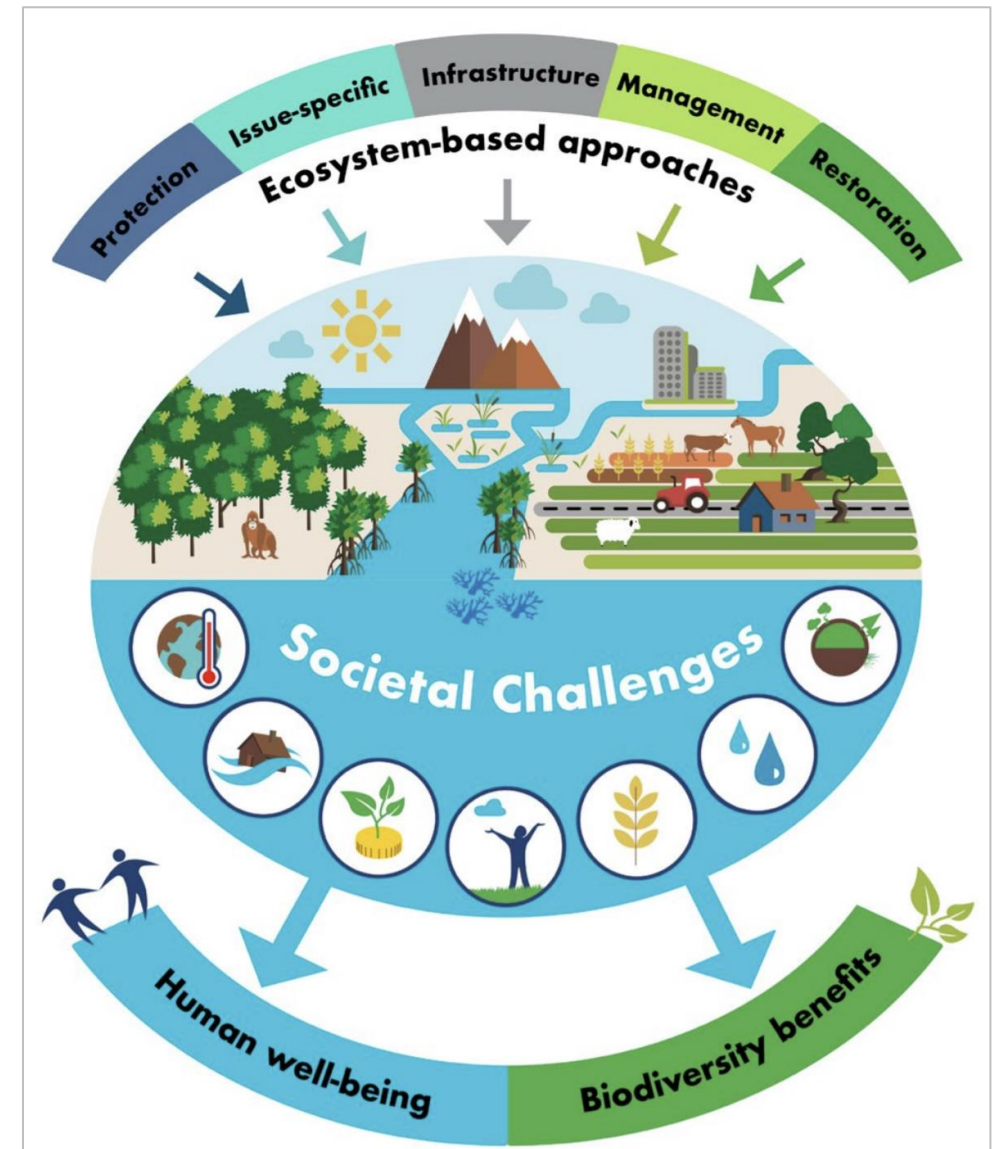 Protection
Issue-specific
Infrastructure
Management
Restoration
Ecosystem-based approaches
Societal Challenges
Human well-being
Biodiversity benefits